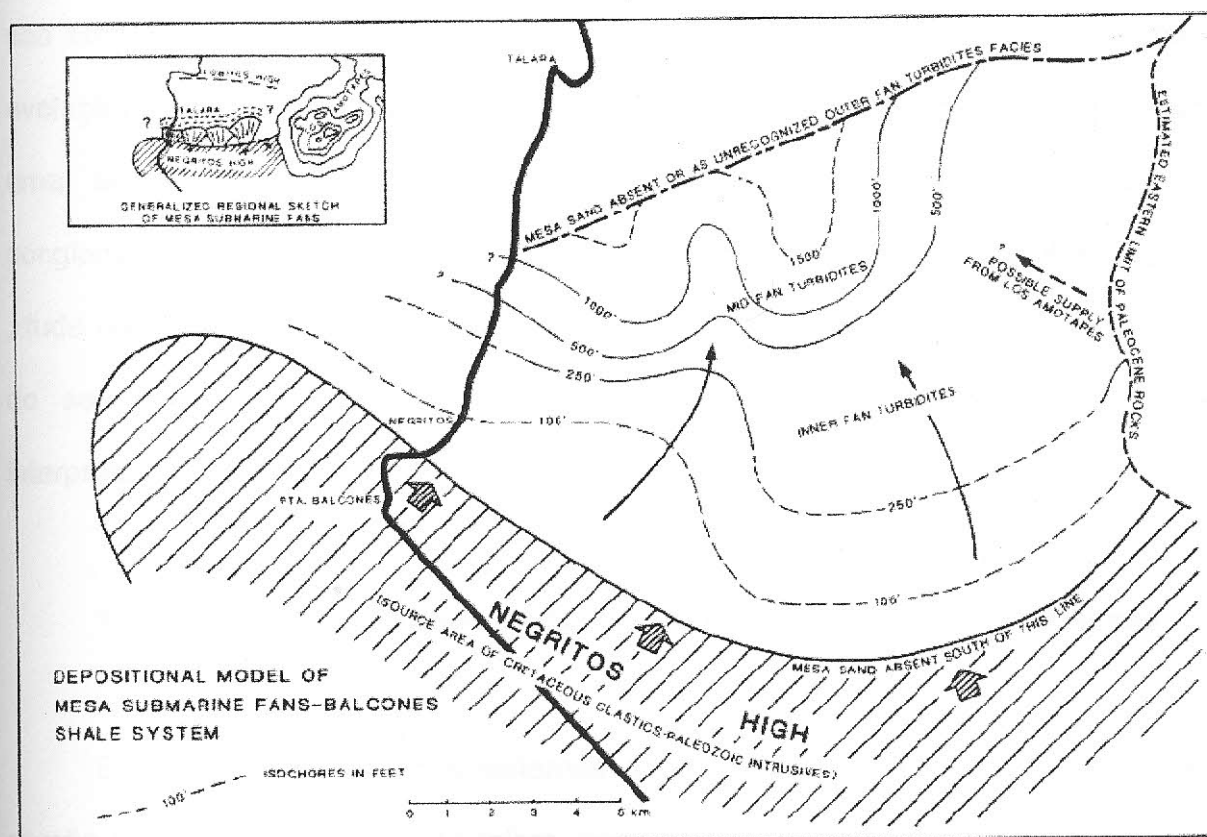 TALARA
LOBITOS HIGH
TALARA
?
?
AMOTAPES
NEGRITOS HIGH
GENERALIZED REGIONAL SKETCH
OF MESA SUBMARINE FANS
MESA SAND ABSENT OR AS UNRECOGNIZED OUTER FAN TURBIDITES FACIES
ESTIMATED EASTERN LIMIT OF PALEOCENE ROCKS
?
?
1000'
500'
250'
100'
1500'
1000'
500'
MID FAN TURBIDITES
?
POSSIBLE SUPPLY
FROM LOS AMOTAPES
INNER FAN TURBIDITES
NEGRITOS
PTA. BALCONES
250'
100'
MESA SAND ABSENT SOUTH OF THIS LINE
NEGRITOS
HIGH
(SOURCE AREA OF CRETACEOUS CLASTICS-PALEOZOIC INTRUSIVES)
DEPOSITIONAL MODEL OF
MESA SUBMARINE FANS-BALCONES
SHALE SYSTEM
100'
ISOCHORES IN FEET
0 1 2 3 4 5 km